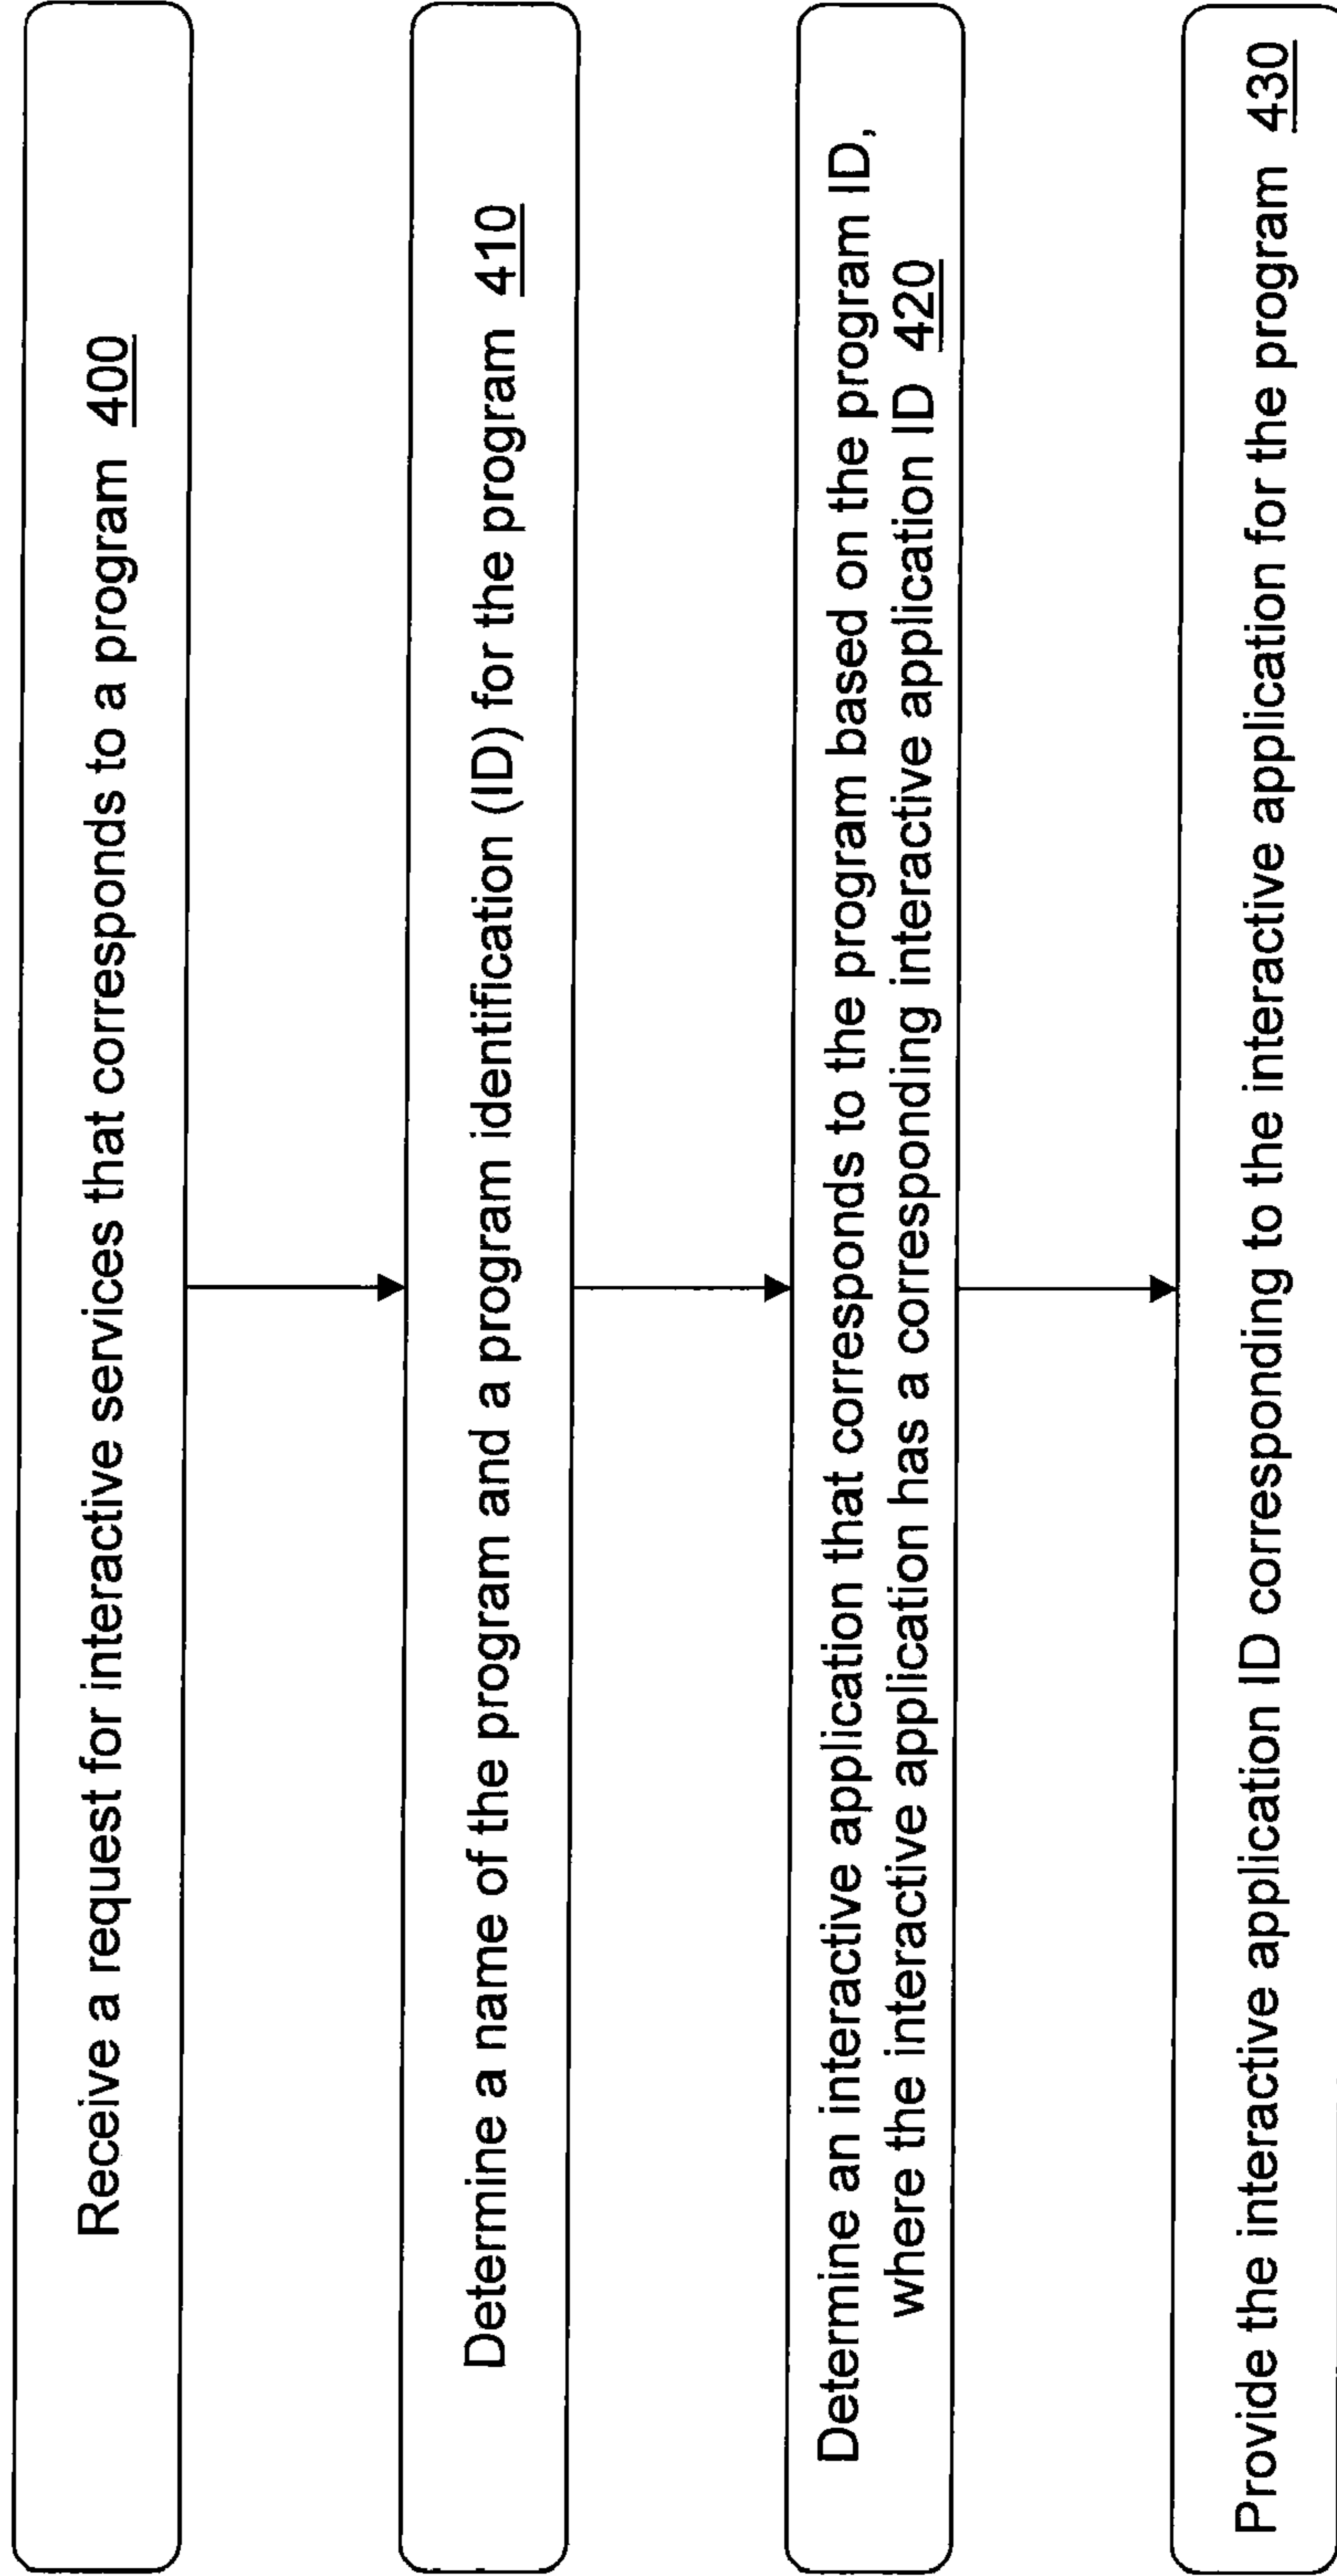 Receive a request for interactive services that corresponds to a program 400
Determine a name of the program and a program identification (ID) for the program 410
Determine an interactive application that corresponds to the program based on the program ID,
where the interactive application has a corresponding interactive application ID 420
Provide the interactive application ID corresponding to the interactive application for the program 430